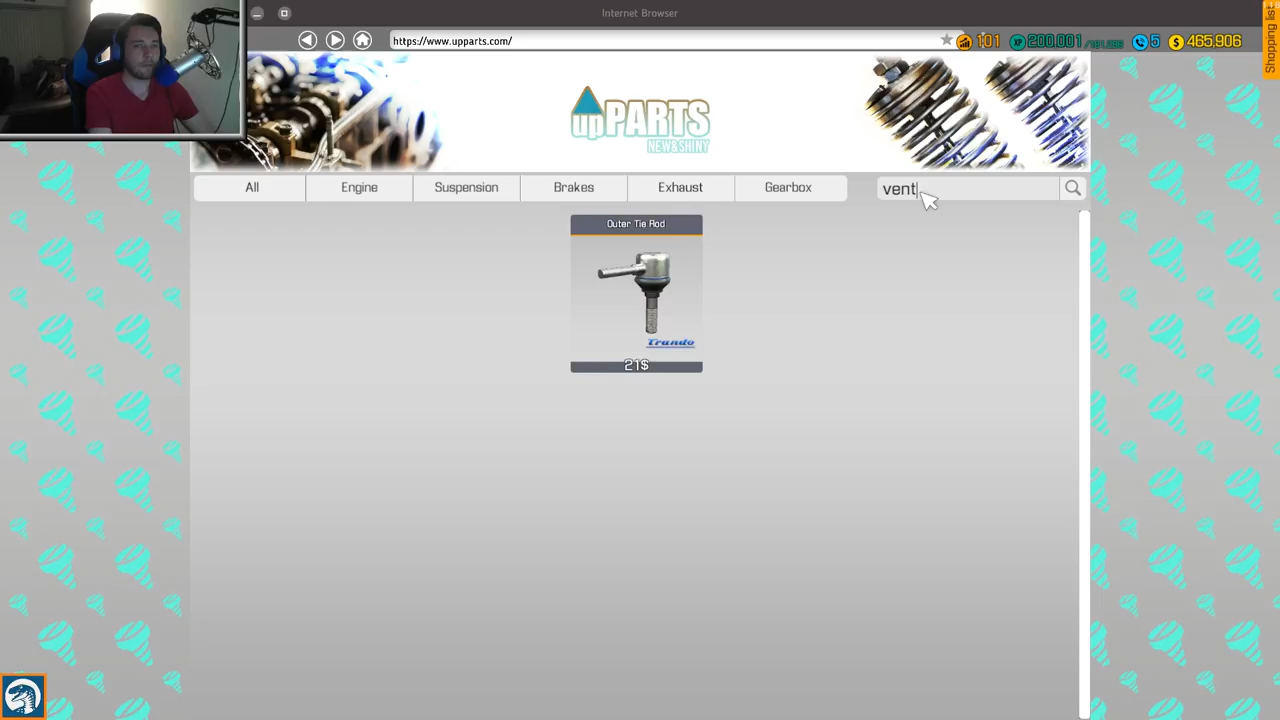 Internet Browser
https://www.upparts.com/
101
200.001
5
465,906
Shopping list
upPARTS
NEW&SHINY
All
Engine
Suspension
Brakes
Exhaust
Gearbox
vent
Outer Tie Rod
Trando
21$